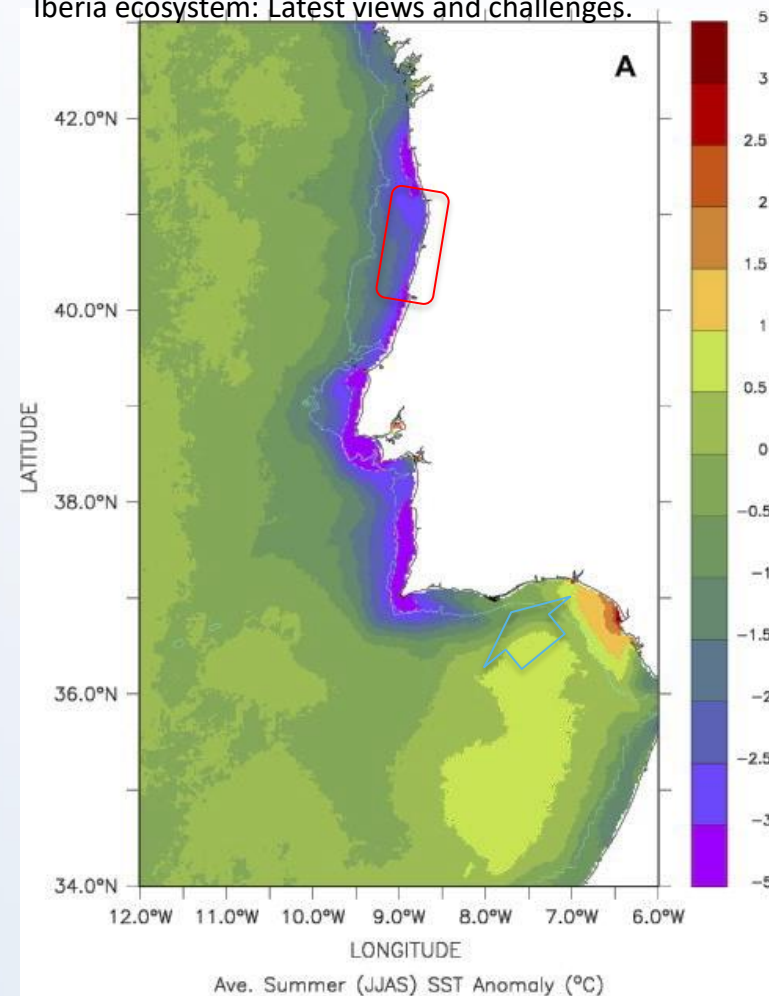 Iberia ecosystem: Latest views and challenges.
A
42.0°N
40.0°N
38.0°N
36.0°N
34.0°N
LATITUDE
12.0°W 11.0°W 10.0°W 9.0°W 8.0°W 7.0°W 6.0°W
LONGITUDE
Ave. Summer (JJAS) SST Anomaly (°C)
5
3
2.5
2
1.5
1
0.5
0
−0.5
−1
−1.5
−2
−2.5
−3
−5